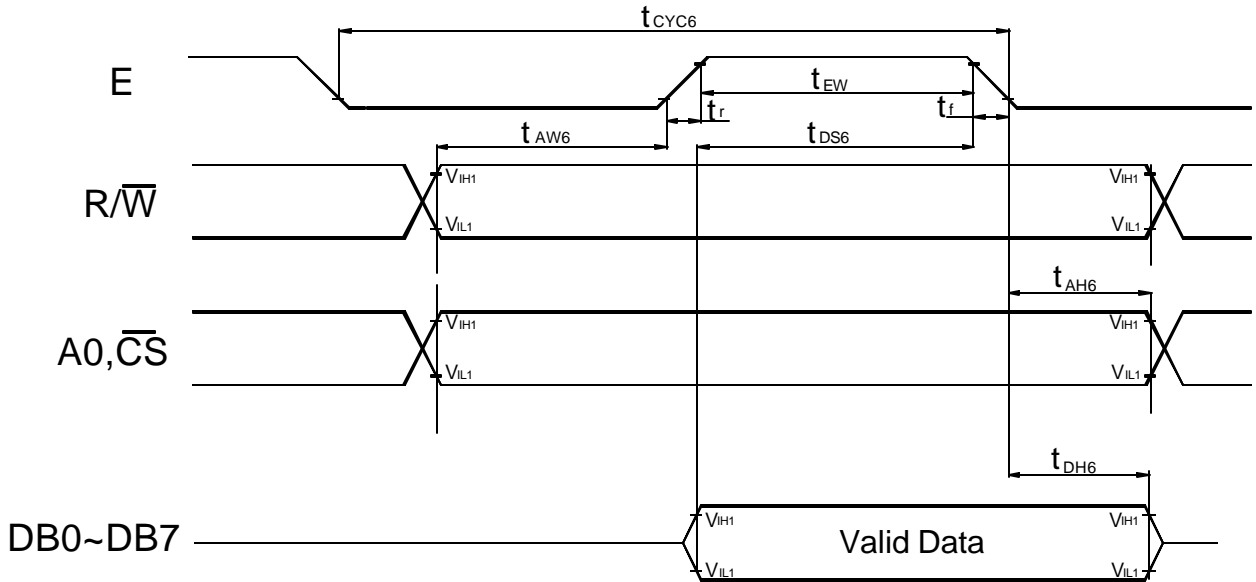 tCYC6
E
tEW
tr
tf
tAW6
tDS6
R/W̅
VIH1
VIH1
VIL1
VIL1
tAH6
A0,C̅S̅
VIH1
VIH1
VIL1
VIL1
tDH6
DB0~DB7
VIH1
Valid Data
VIH1
VIL1
VIL1